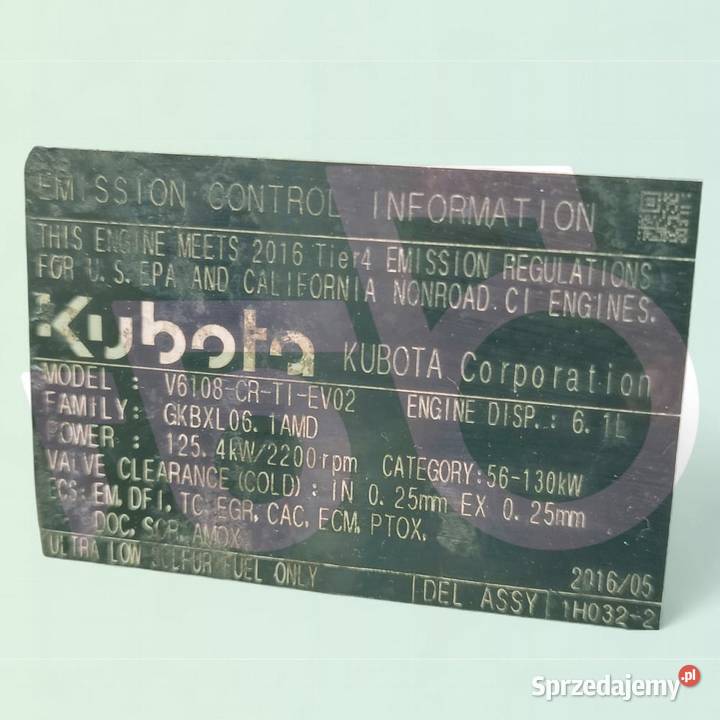 EMISSION CONTROL INFORMATION
THIS ENGINE MEETS 2016 Tier4 EMISSION REGULATIONS
FOR U.S. EPA AND CALIFORNIA NONROAD CI ENGINES.
Kubota KUBOTA Corporation
MODEL : V6108-CR-TI-EV02 ENGINE DISP.: 6.1L
FAMILY: GKBXL06.1AMD
POWER : 125.4kW/2200rpm CATEGORY:56-130kW
VALVE CLEARANCE(COLD) : IN 0.25mm EX 0.25mm
ECS: EM, DFI, TC, EGR, CAC, ECM, PTOX,
DOC, SCR, AMOX
ULTRA LOW SULFUR FUEL ONLY 2016/05
DEL ASSY 1H032-2
Sprzedajemy.pl